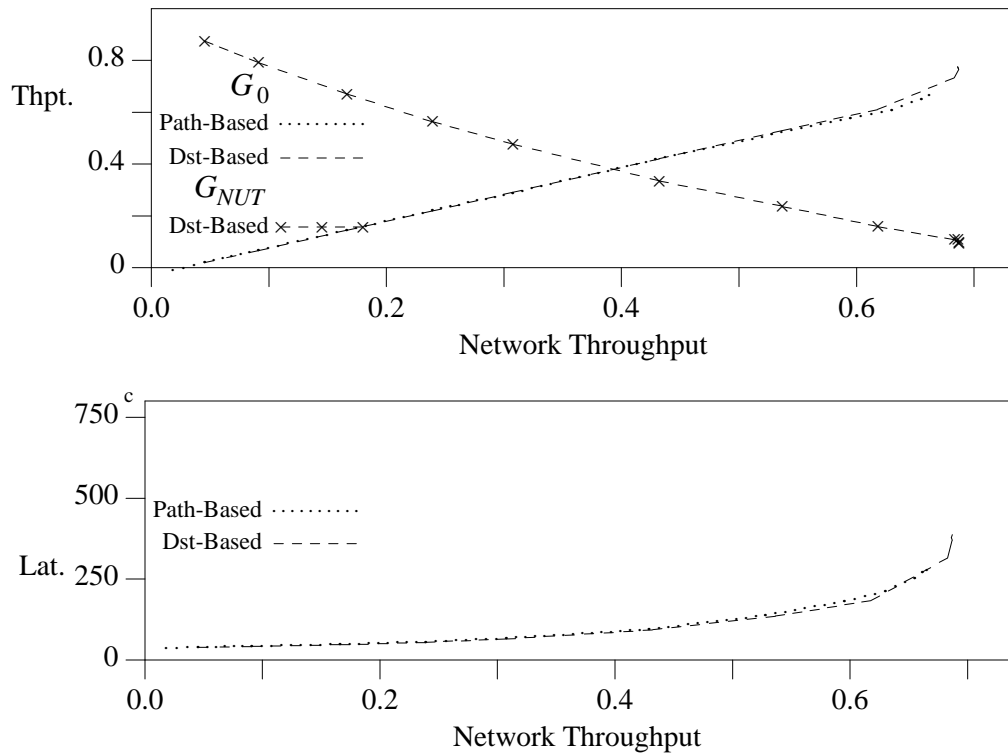 0.8
Thpt.
G0
Path-Based
Dst-Based
0.4
GNUT
Dst-Based
0
0.0 0.2 0.4 0.6
Network Throughput
750 c
500
Path-Based
Dst-Based
Lat.
250
0
0.0 0.2 0.4 0.6
Network Throughput